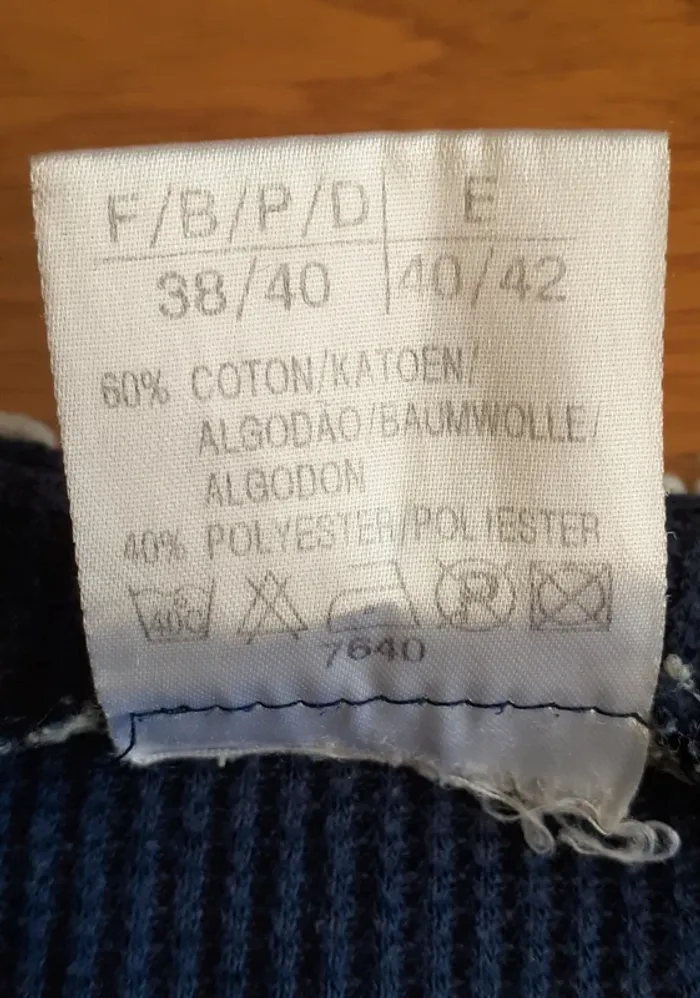 F/B/P/D E
38/40 40/42
60% COTON/KATOEN/
ALGODÃO/BAUMWOLLE/
ALGODON
40% POLYESTER/POLIESTER
40°C P
7640